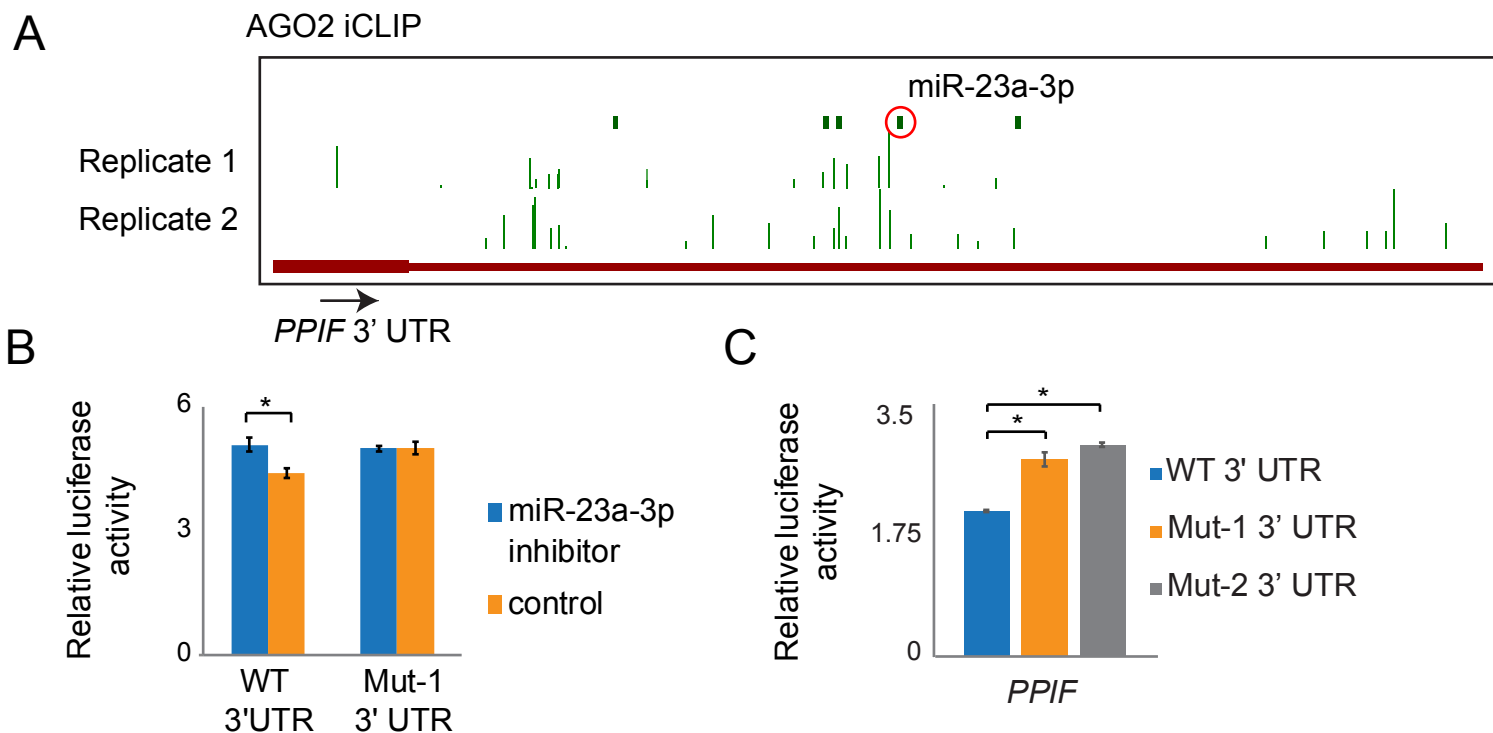 A
AGO2 iCLIP
miR-23a-3p
Replicate 1
Replicate 2
PPIF 3’ UTR
B
Relative luciferase
activity
6
3
0
*
WT
3'UTR
Mut-1
3’ UTR
miR-23a-3p
inhibitor
control
C
Relative luciferase
activity
3.5
1.75
0
*
*
PPIF
WT 3' UTR
Mut-1 3’ UTR
Mut-2 3’ UTR